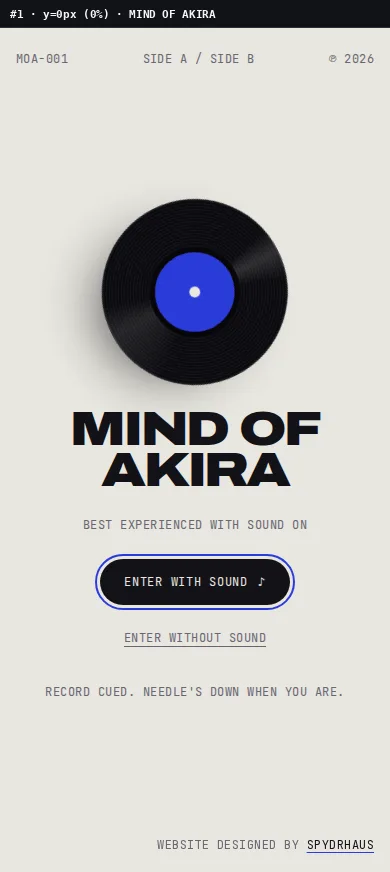 #1 · y=0px (0%) · MIND OF AKIRA
MOA-001 SIDE A / SIDE B ℗ 2026
MIND OF
AKIRA
BEST EXPERIENCED WITH SOUND ON
ENTER WITH SOUND ♪
ENTER WITHOUT SOUND
RECORD CUED. NEEDLE'S DOWN WHEN YOU ARE.
WEBSITE DESIGNED BY SPYDRHAUS